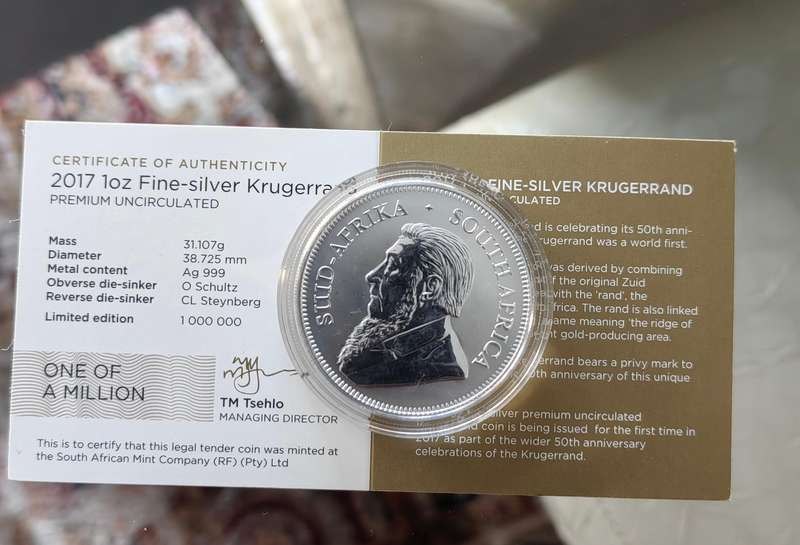 CERTIFICATE OF AUTHENTICITY
2017 1oz Fine-silver Krugerra
PREMIUM UNCIRCULATED
Mass 31.107g
Diameter 38.725 mm
Metal content Ag 999
Obverse die-sinker O Schultz
Reverse die-sinker CL Steynberg
Limited edition 1 000 000
ONE OF
A MILLION
TM Tsehlo
MANAGING DIRECTOR
This is to certify that this legal tender coin was minted at
the South African Mint Company (RF) (Pty) Ltd
SUID-AFRIKA · SOUTH AFRICA
FINE-SILVER KRUGERRAND
CULATED
is celebrating its 50th anni-
Krugerrand was a world first.
was derived by combining
of the original Zuid
with the 'rand', the
frica. The rand is also linked
ame meaning 'the ridge of
gold-producing area.
bears a privy mark to
anniversary of this unique
silver premium uncirculated
coin is being issued for the first time in
2017 as part of the wider 50th anniversary
celebrations of the Krugerrand.